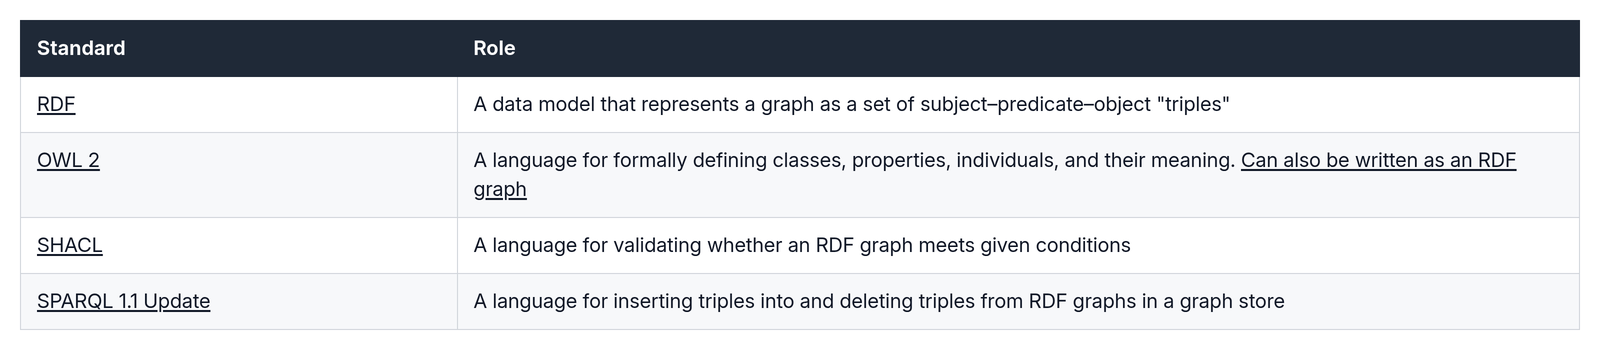 Standard
Role
RDF
A data model that represents a graph as a set of subject–predicate–object "triples"
OWL 2
A language for formally defining classes, properties, individuals, and their meaning. Can also be written as an RDF
graph
SHACL
A language for validating whether an RDF graph meets given conditions
SPARQL 1.1 Update
A language for inserting triples into and deleting triples from RDF graphs in a graph store